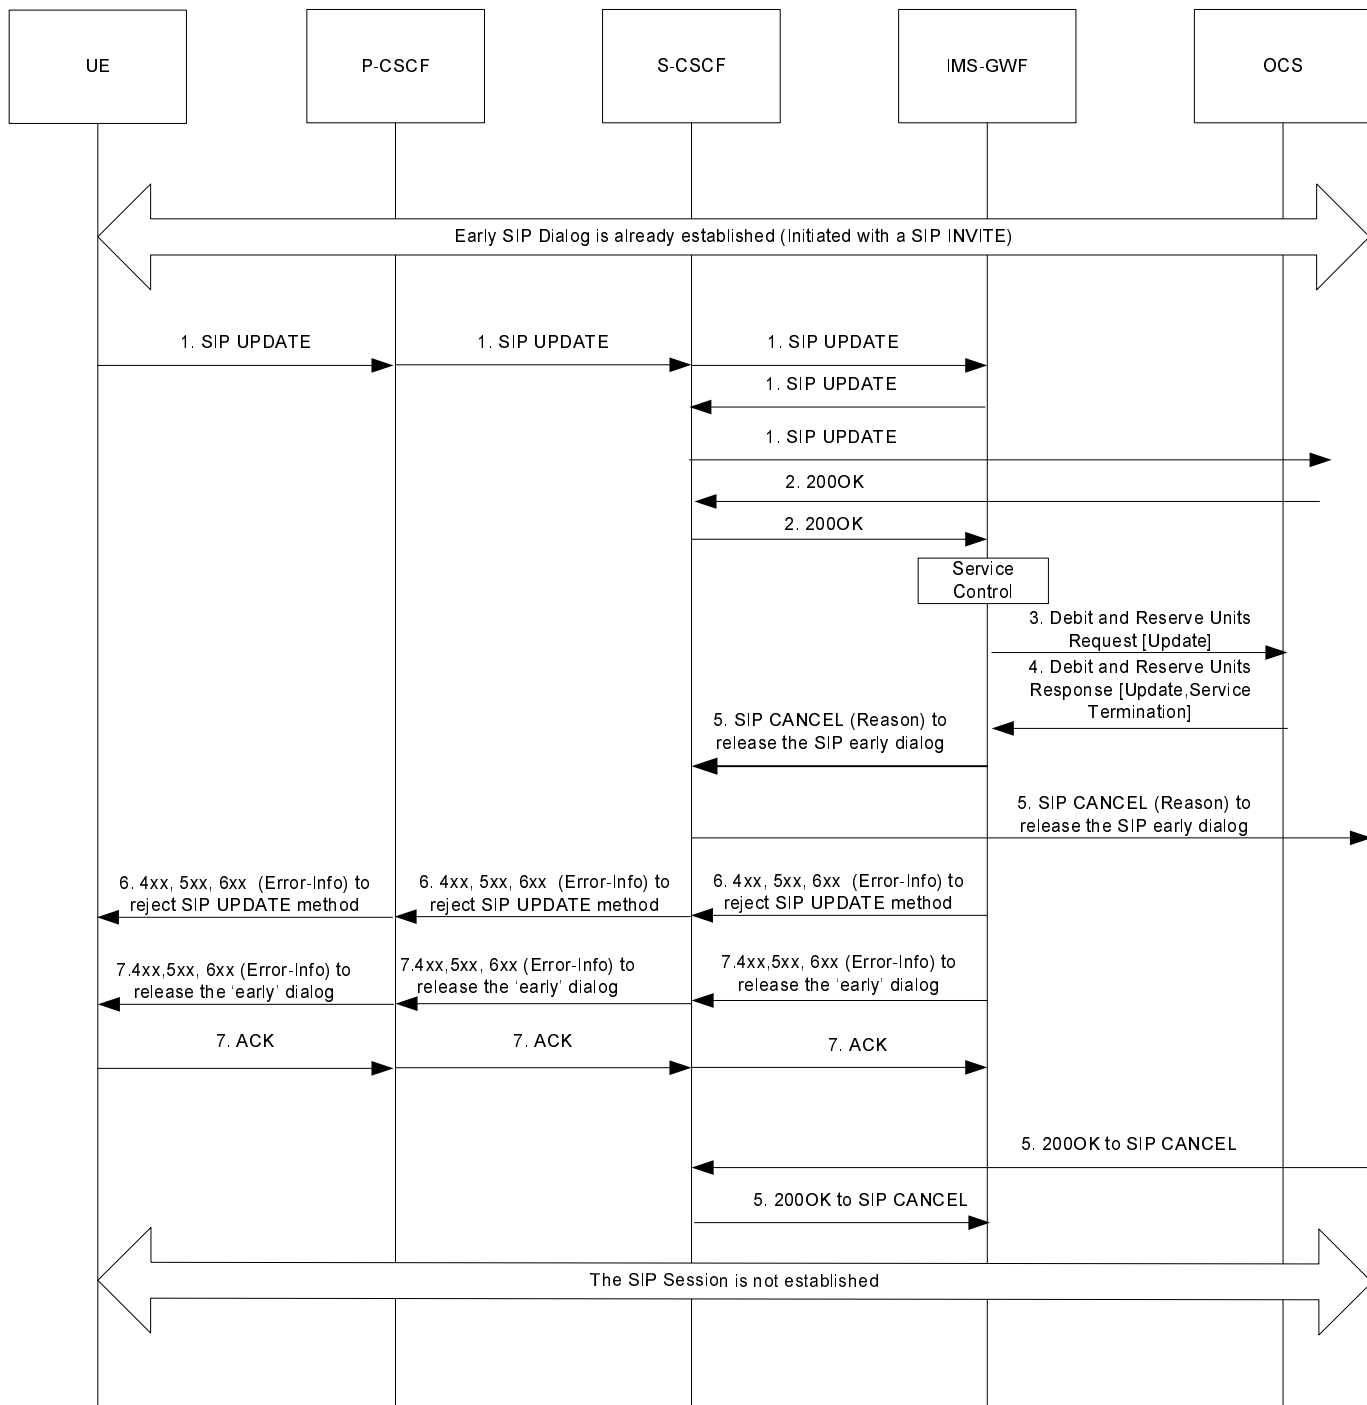 UE
P-CSCF
S-CSCF
IMS-GWF
OCS
Early SIP Dialog is already established (Initiated with a SIP INVITE)
1. SIP UPDATE
1. SIP UPDATE
1. SIP UPDATE
1. SIP UPDATE
1. SIP UPDATE
2. 200OK
2. 200OK
Service
Control
3. Debit and Reserve Units
Request [Update]
4. Debit and Reserve Units
Response [Update,Service
Termination]
5. SIP CANCEL (Reason) to
release the SIP early dialog
5. SIP CANCEL (Reason) to
release the SIP early dialog
6. 4xx, 5xx, 6xx (Error-Info) to
reject SIP UPDATE method
6. 4xx, 5xx, 6xx (Error-Info) to
reject SIP UPDATE method
6. 4xx, 5xx, 6xx (Error-Info) to
reject SIP UPDATE method
7.4xx,5xx, 6xx (Error-Info) to
release the ‘early’ dialog
7.4xx,5xx, 6xx (Error-Info) to
release the ‘early’ dialog
7.4xx,5xx, 6xx (Error-Info) to
release the ‘early’ dialog
7. ACK
7. ACK
7. ACK
5. 200OK to SIP CANCEL
5. 200OK to SIP CANCEL
The SIP Session is not established